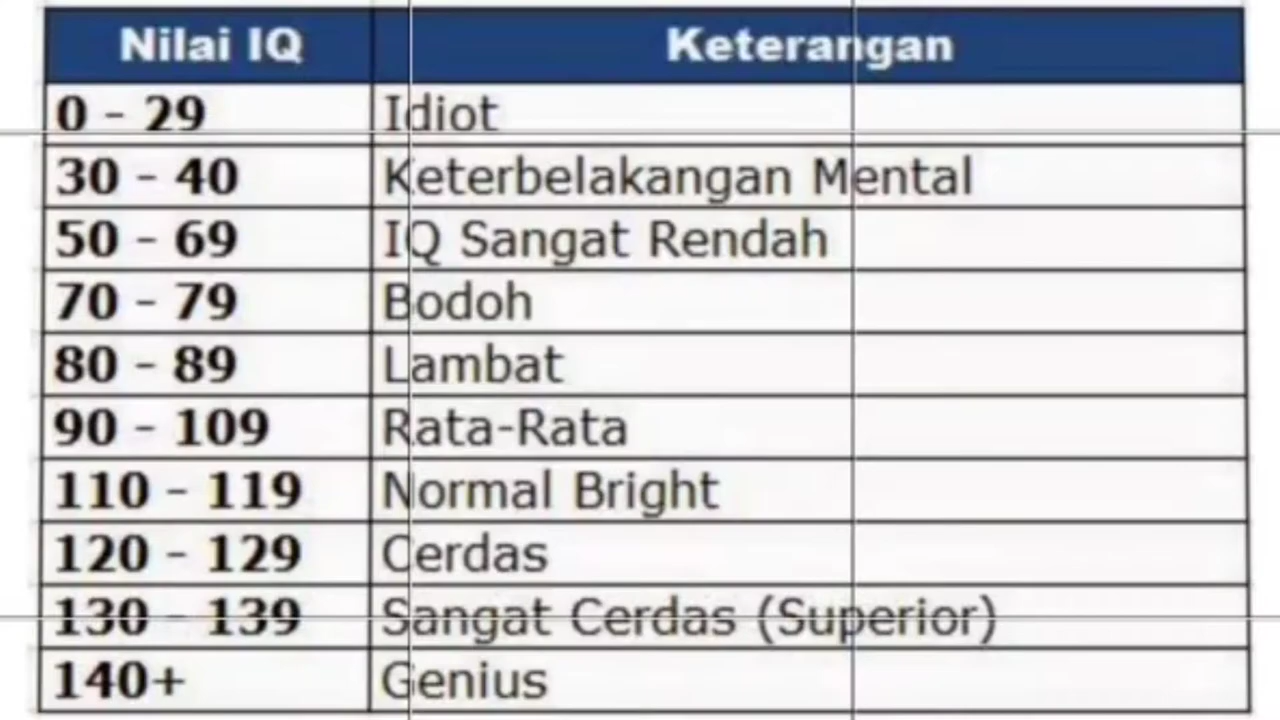 Nilai IQ Keterangan
0 - 29 Idiot
30 - 40 Keterbelakangan Mental
50 - 69 IQ Sangat Rendah
70 - 79 Bodoh
80 - 89 Lambat
90 - 109 Rata-Rata
110 - 119 Normal Bright
120 - 129 Cerdas
130 - 139 Sangat Cerdas (Superior)
140+ Genius